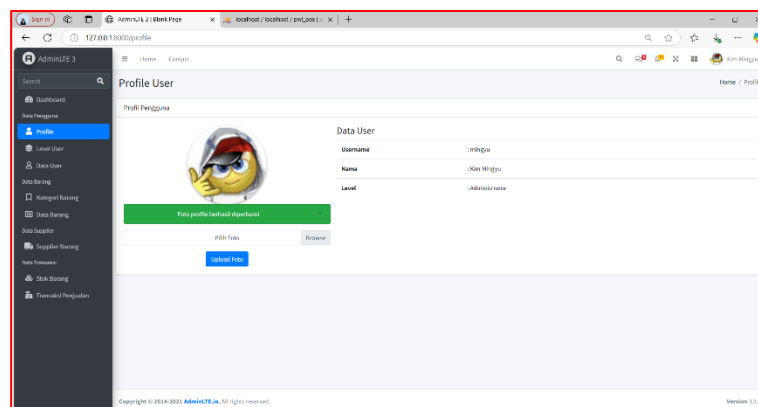 Sign in
AdminLTE 3 | Blank Page
localhost / localhost / pwl_pos |
127.0.0.1:8000/profile
AdminLTE 3
Home Contact
Kim Mingyu
Search
Profile User
Home / Profil
Dashboard
Data Pengguna
Profil Pengguna
Profile
Level User
Data User
Data Barang
Kategori Barang
Data Barang
Data Supplier
Supplier Barang
Data Transaksi
Stok Barang
Transaksi Penjualan
Foto profile berhasil diperbarui
Pilih Foto Browse
Upload Foto
Data User
Username : mingyu
Nama : Kim Mingyu
Level : Administrator
Copyright © 2014-2021 AdminLTE.io. All rights reserved.
Version 3.2.